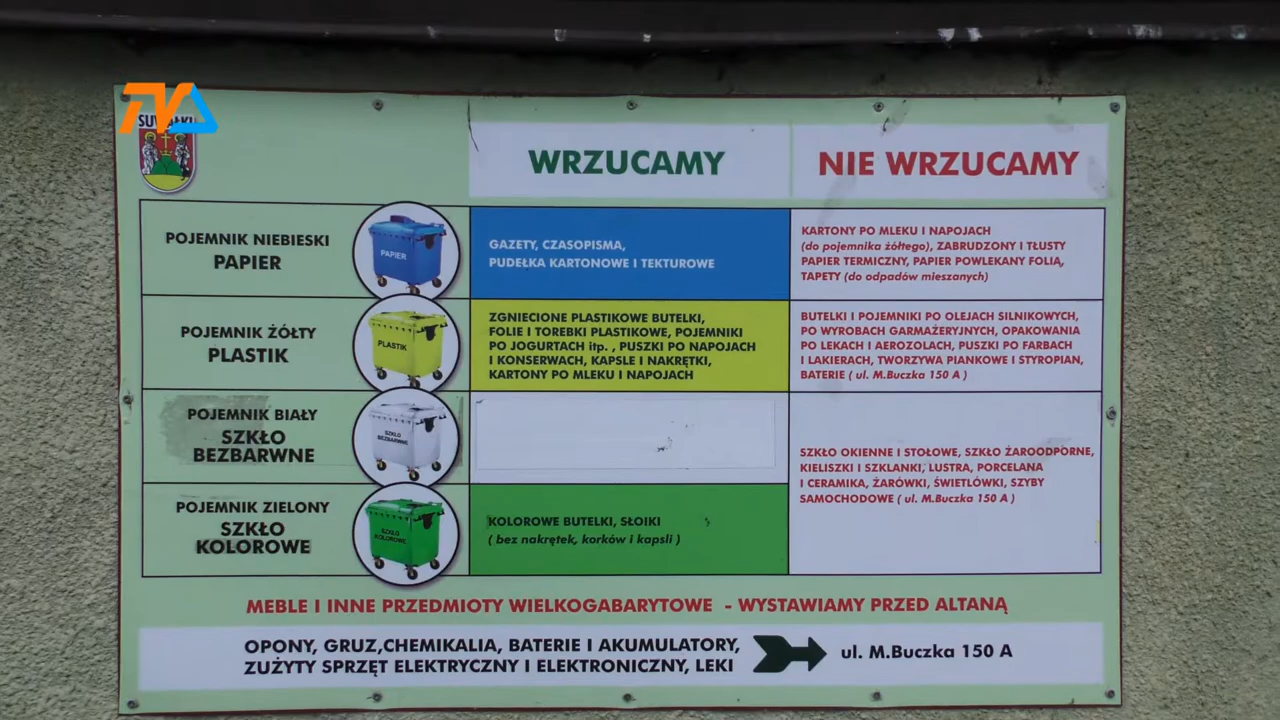 TVA
SUWAŁKI
WRZUCAMY
NIE WRZUCAMY
POJEMNIK NIEBIESKI
PAPIER
PAPIER
GAZETY, CZASOPISMA,
PUDEŁKA KARTONOWE I TEKTUROWE
KARTONY PO MLEKU I NAPOJACH
(do pojemnika żółtego), ZABRUDZONY I TŁUSTY
PAPIER TERMICZNY, PAPIER POWLEKANY FOLIĄ,
TAPETY (do odpadów mieszanych)
POJEMNIK ŻÓŁTY
PLASTIK
PLASTIK
ZGNIECIONE PLASTIKOWE BUTELKI,
FOLIE I TOREBKI PLASTIKOWE, POJEMNIKI
PO JOGURTACH itp. , PUSZKI PO NAPOJACH
I KONSERWACH, KAPSLE I NAKRĘTKI,
KARTONY PO MLEKU I NAPOJACH
BUTELKI I POJEMNIKI PO OLEJACH SILNIKOWYCH,
PO WYROBACH GARMAŻERYJNYCH, OPAKOWANIA
PO LEKACH I AEROZOLACH, PUSZKI PO FARBACH
I LAKIERACH, TWORZYWA PIANKOWE I STYROPIAN,
BATERIE ( ul. M.Buczka 150 A )
POJEMNIK BIAŁY
SZKŁO
BEZBARWNE
SZKŁO
BEZBARWNE
SZKŁO OKIENNE I STOŁOWE, SZKŁO ŻAROODPORNE,
KIELISZKI I SZKLANKI, LUSTRA, PORCELANA
I CERAMIKA, ŻARÓWKI, ŚWIETLÓWKI, SZYBY
SAMOCHODOWE ( ul. M.Buczka 150 A )
POJEMNIK ZIELONY
SZKŁO
KOLOROWE
SZKŁO
KOLOROWE
KOLOROWE BUTELKI, SŁOIKI
( bez nakrętek, korków i kapsli )
MEBLE I INNE PRZEDMIOTY WIELKOGABARYTOWE - WYSTAWIAMY PRZED ALTANĄ
OPONY, GRUZ,CHEMIKALIA, BATERIE I AKUMULATORY,
ZUŻYTY SPRZĘT ELEKTRYCZNY I ELEKTRONICZNY, LEKI
ul. M.Buczka 150 A